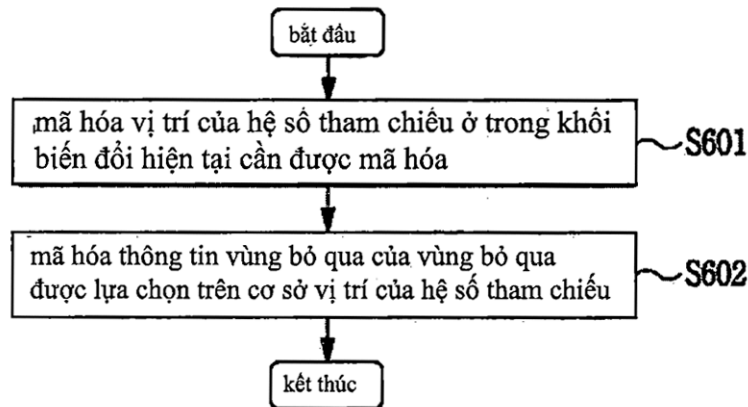 bắt đầu
mã hóa vị trí của hệ số tham chiếu ở trong khối
biến đổi hiện tại cần được mã hóa
S601
mã hóa thông tin vùng bỏ qua của vùng bỏ qua
được lựa chọn trên cơ sở vị trí của hệ số tham chiếu
S602
kết thúc